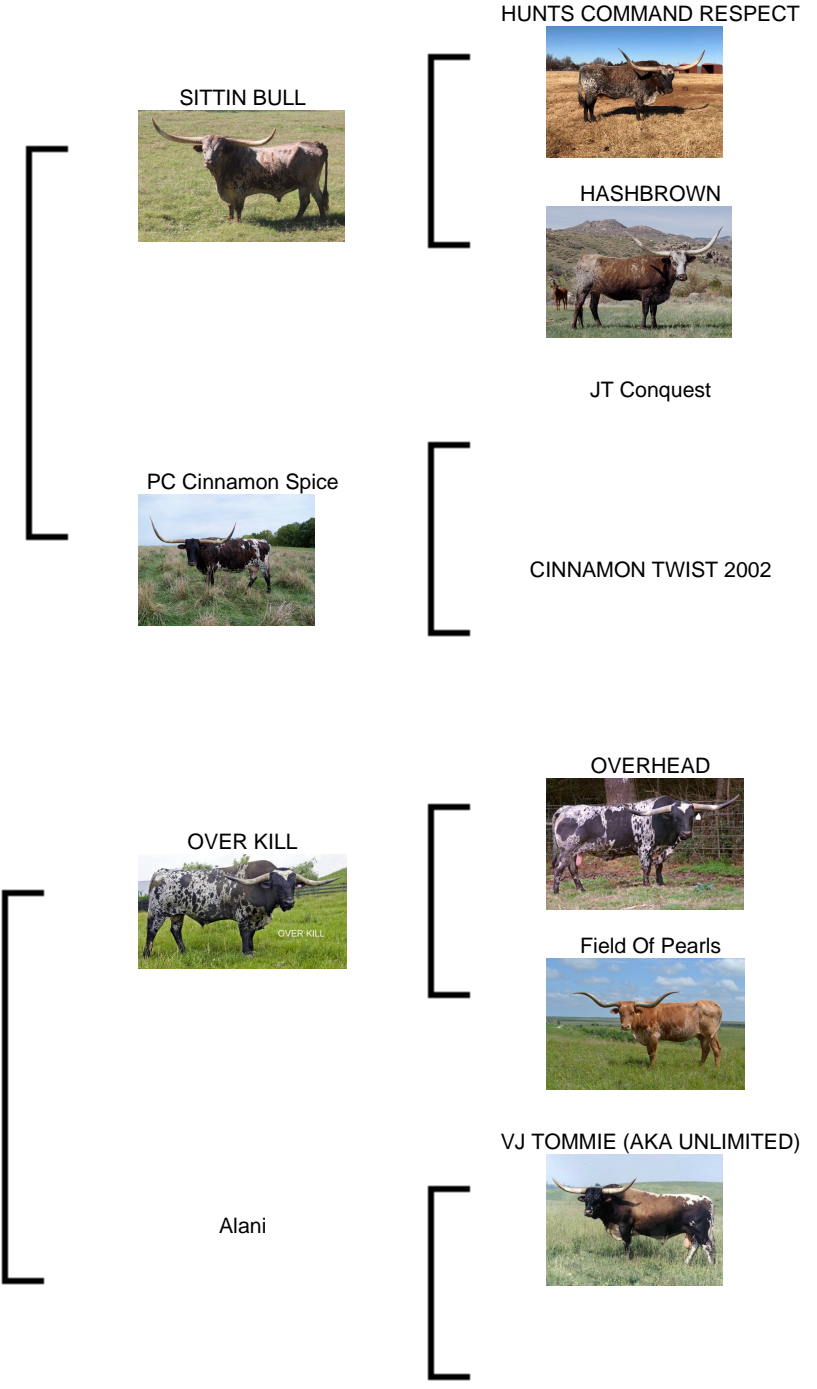 HUNTS COMMAND RESPECT
SITTIN BULL
HASHBROWN
JT Conquest
PC Cinnamon Spice
CINNAMON TWIST 2002
OVERHEAD
OVER KILL
OVER KILL
Field Of Pearls
VJ TOMMIE (AKA UNLIMITED)
Alani